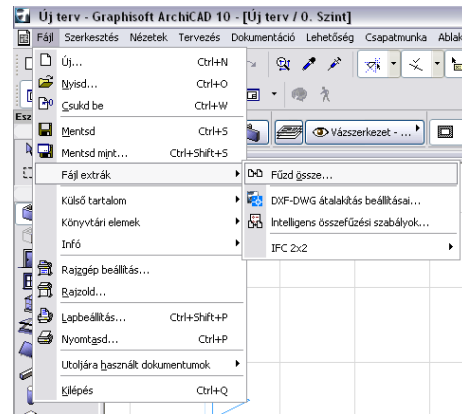 Új terv - Graphisoft ArchiCAD 10 - [Új terv / 0. Szint]
Fájl Szerkesztés Nézetek Tervezés Dokumentáció Lehetőség Csapatmunka Ablak
Új... Ctrl+N
Nyisd... Ctrl+O
Csukd be Ctrl+W
Esz
Mentsd Ctrl+S
Vázszerkezet - ...
Mentsd mint... Ctrl+Shift+S
Fájl extrák
Fűzd össze...
Külső tartalom
DXF-DWG átalakítás beállításai...
Könyvtári elemek
Intelligens összefűzési szabályok...
Infó
IFC 2x2
Rajzgép beállítás...
Rajzold...
Lapbeállítás... Ctrl+Shift+P
Nyomtasd... Ctrl+P
Utoljára használt dokumentumok
Kilépés Ctrl+Q